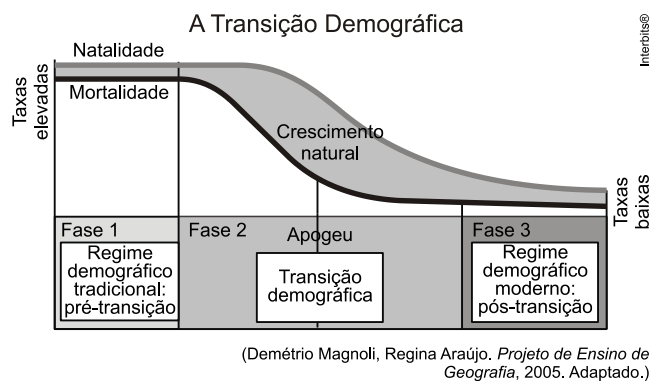 A Transição Demográfica
Interbits®
Natalidade
Mortalidade
Taxas
elevadas
Crescimento
natural
Taxas
baixas
Fase 1
Regime
demográfico
tradicional:
pré-transição
Fase 2
Apogeu
Transição
demográfica
Fase 3
Regime
demográfico
moderno:
pós-transição
(Demétrio Magnoli, Regina Araújo. Projeto de Ensino de
Geografia, 2005. Adaptado.)